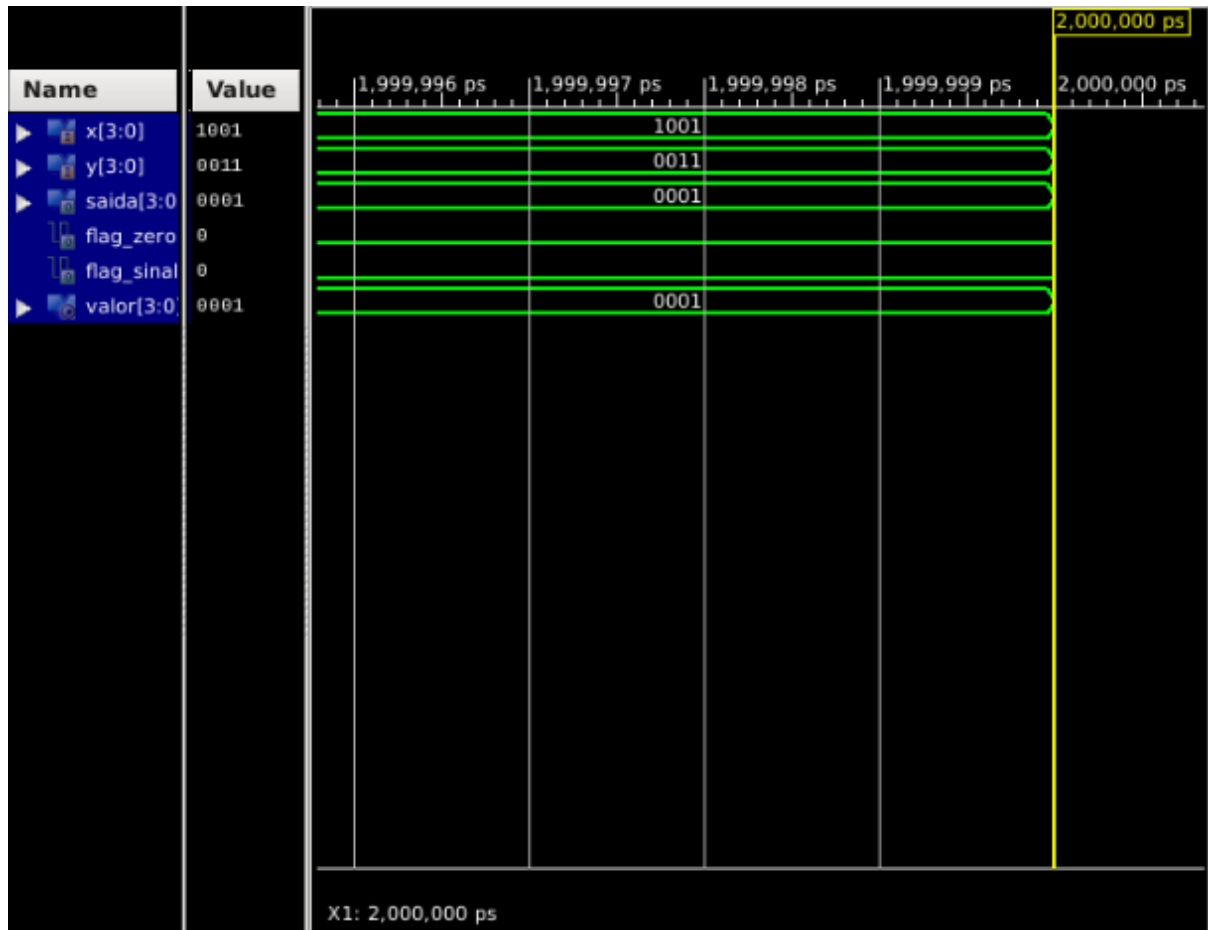 2,000,000 ps
Name Value 1,999,996 ps 1,999,997 ps 1,999,998 ps 1,999,999 ps 2,000,000 ps
x[3:0] 1001 1001
y[3:0] 0011 0011
saida[3:0 0001 0001
flag_zero 0
flag_sinal 0
valor[3:0] 0001 0001
X1: 2,000,000 ps